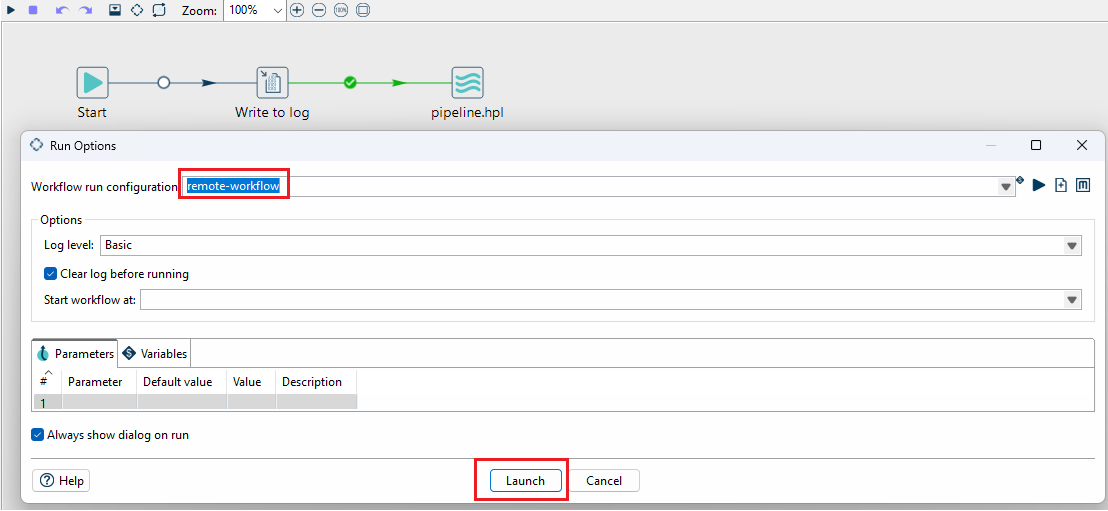 Zoom: 100% 100%
Start Write to log pipeline.hpl
Run Options
Workflow run configuration remote-workflow
Options
Log level: Basic
Clear log before running
Start workflow at:
Parameters Variables
# Parameter Default value Value Description
1
Always show dialog on run
Help Launch Cancel